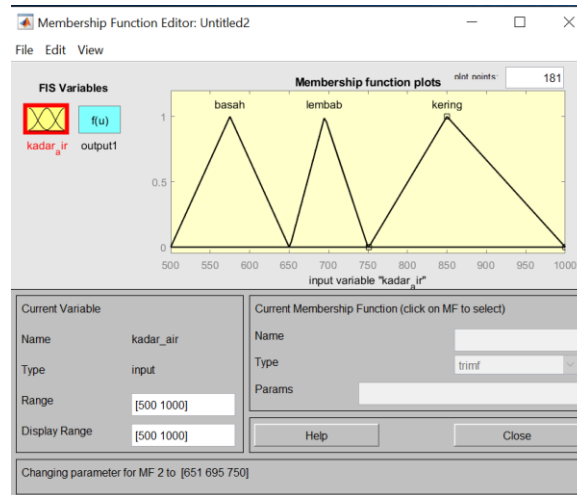 Membership Function Editor: Untitled2
File Edit View
FIS Variables
f(u)
kadar_air output1
Membership function plots
plot points: 181
basah lembab kering
1
0.5
0
500 550 600 650 700 750 800 850 900 950 1000
input variable "kadar_air"
Current Variable
Name kadar_air
Type input
Range [500 1000]
Display Range [500 1000]
Current Membership Function (click on MF to select)
Name
Type trimf
Params
Help Close
Changing parameter for MF 2 to [651 695 750]